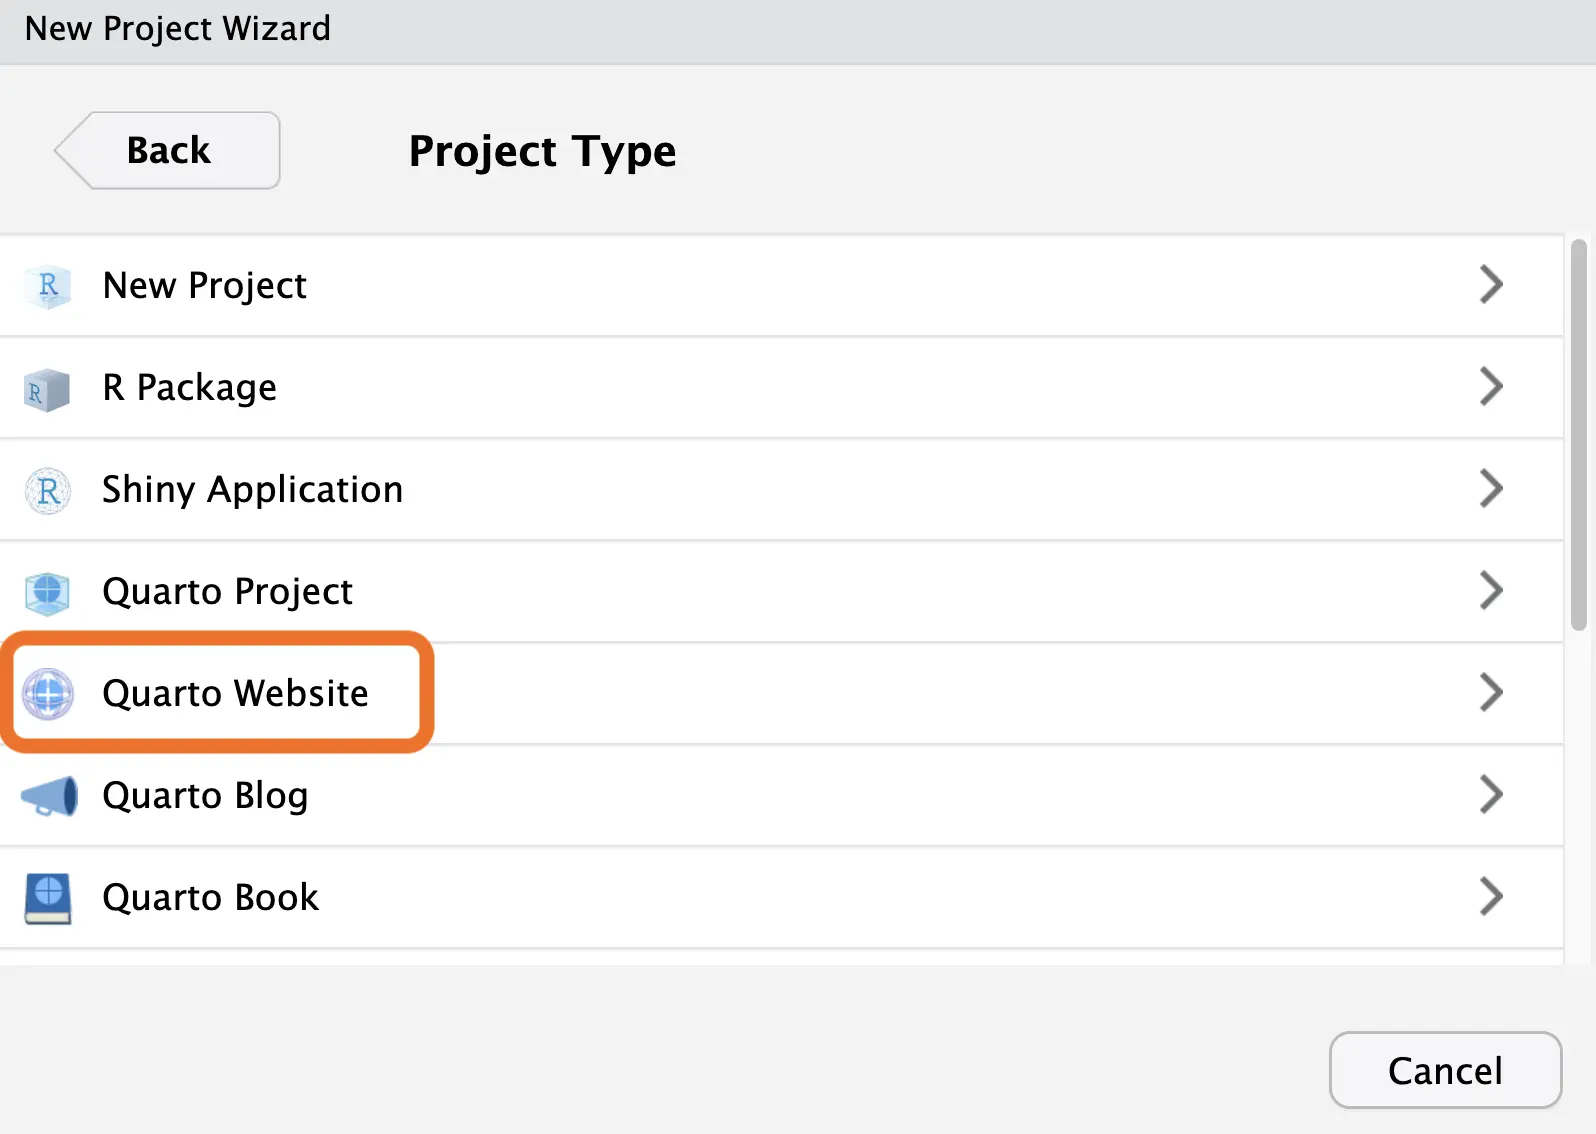 New Project Wizard
Back
Project Type
R New Project
R R Package
R Shiny Application
Quarto Project
Quarto Website
Quarto Blog
Quarto Book
Cancel